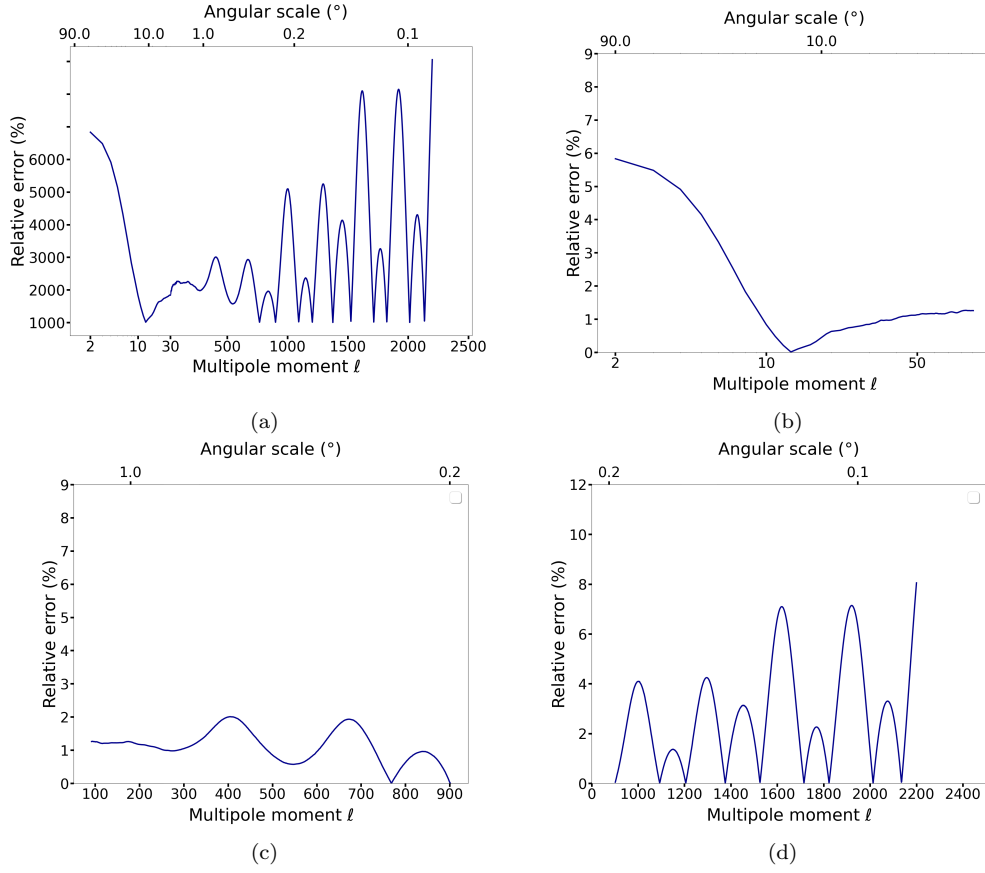 Angular scale (°)
90.0 10.0 1.0 0.2 0.1
Relative error (%)
6000
5000
4000
3000
2000
1000
2 10 30 500 1000 1500 2000 2500
Multipole moment ℓ
(a)
Angular scale (°)
90.0 10.0
Relative error (%)
9
8
7
6
5
4
3
2
1
0
2 10 50
Multipole moment ℓ
(b)
Angular scale (°)
1.0 0.2
Relative error (%)
9
8
7
6
5
4
3
2
1
0
100 200 300 400 500 600 700 800 900
Multipole moment ℓ
(c)
Angular scale (°)
0.2 0.1
Relative error (%)
12
10
8
6
4
2
0
0 1000 1200 1400 1600 1800 2000 2200 2400
Multipole moment ℓ
(d)